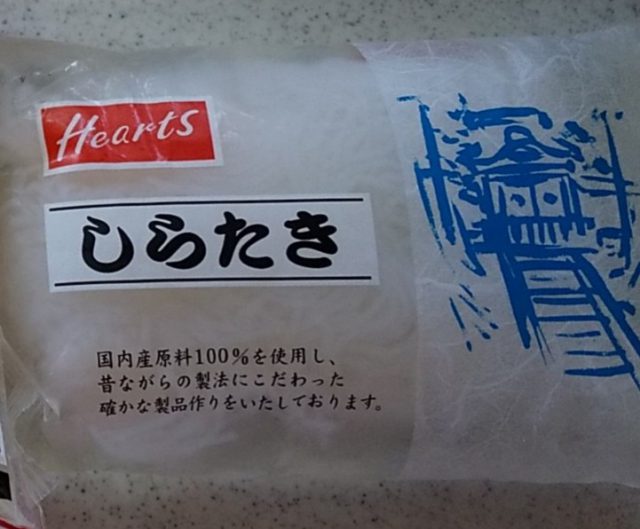 Hearts
しらたき
国内産原料100%を使用し、
昔ながらの製法にこだわった
確かな製品作りをいたしております。